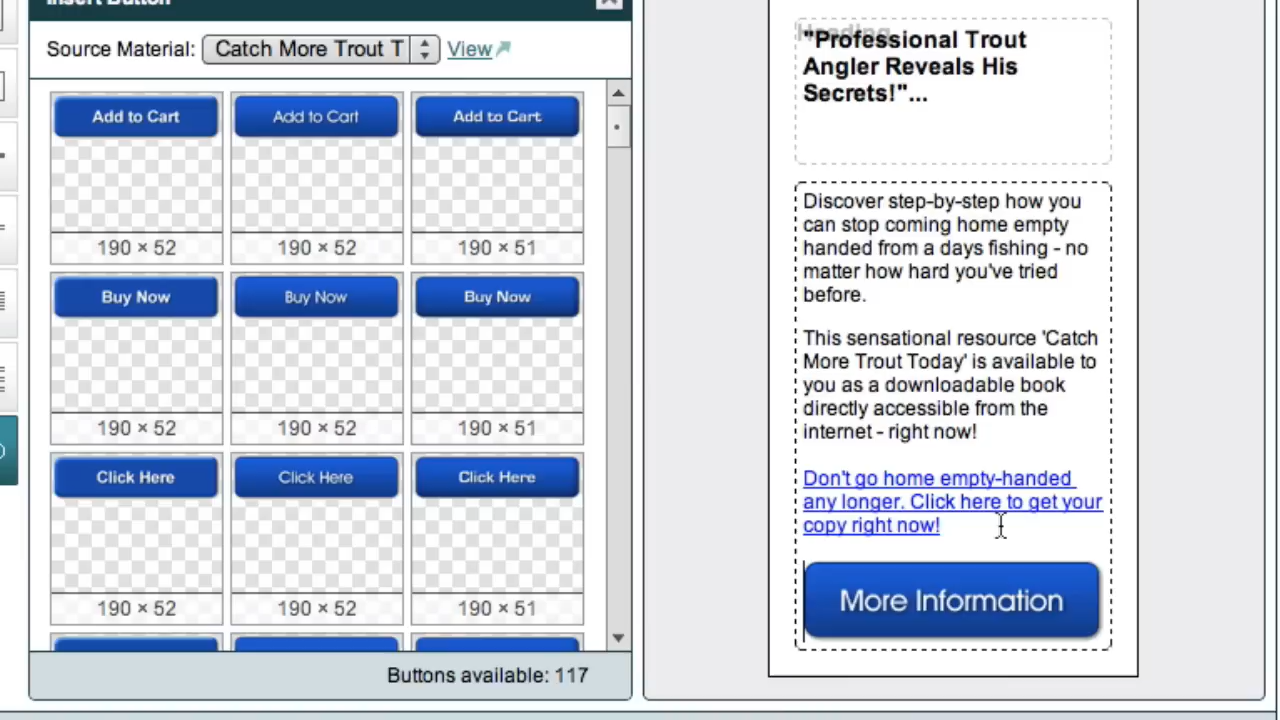 Insert Button
Source Material: Catch More Trout T View
Add to Cart Add to Cart Add to Cart
190 × 52 190 × 52 190 × 51
Buy Now Buy Now Buy Now
190 × 52 190 × 52 190 × 51
Click Here Click Here Click Here
190 × 52 190 × 52 190 × 51
Buttons available: 117
Heading
"Professional Trout
Angler Reveals His
Secrets!"...
Discover step-by-step how you
can stop coming home empty
handed from a days fishing - no
matter how hard you've tried
before.
This sensational resource 'Catch
More Trout Today' is available to
you as a downloadable book
directly accessible from the
internet - right now!
Don't go home empty-handed
any longer. Click here to get your
copy right now!
More Information